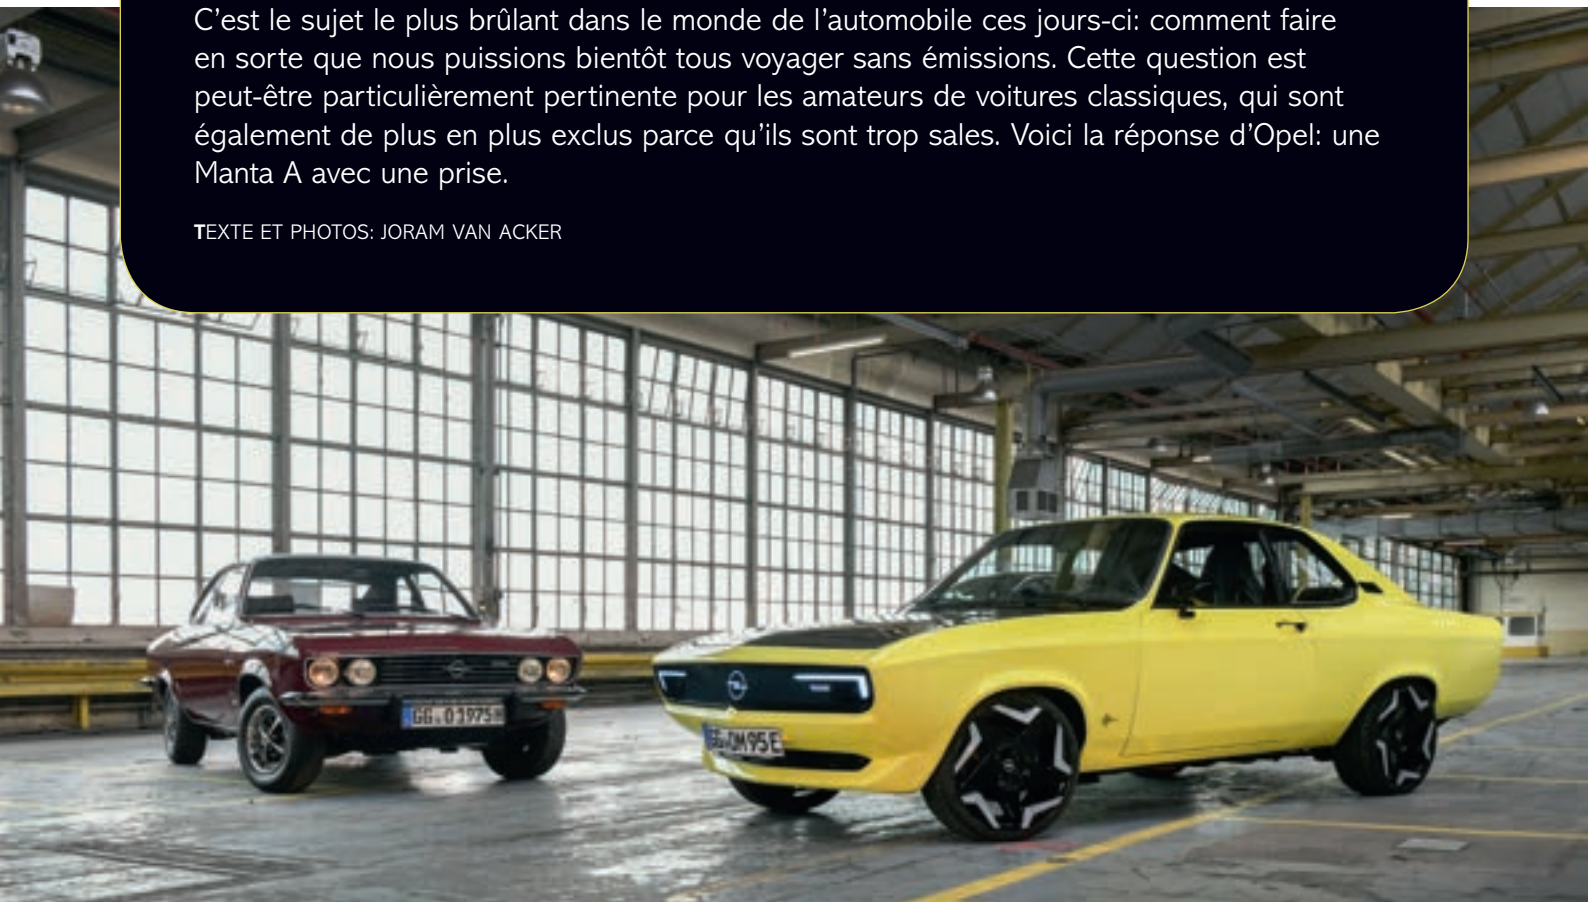 C’est le sujet le plus brûlant dans le monde de l’automobile ces jours-ci: comment faire
en sorte que nous puissions bientôt tous voyager sans émissions. Cette question est
peut-être particulièrement pertinente pour les amateurs de voitures classiques, qui sont
également de plus en plus exclus parce qu’ils sont trop sales. Voici la réponse d’Opel: une
Manta A avec une prise.
TEXTE ET PHOTOS: JORAM VAN ACKER
GG O 1975H
GG OM 95E